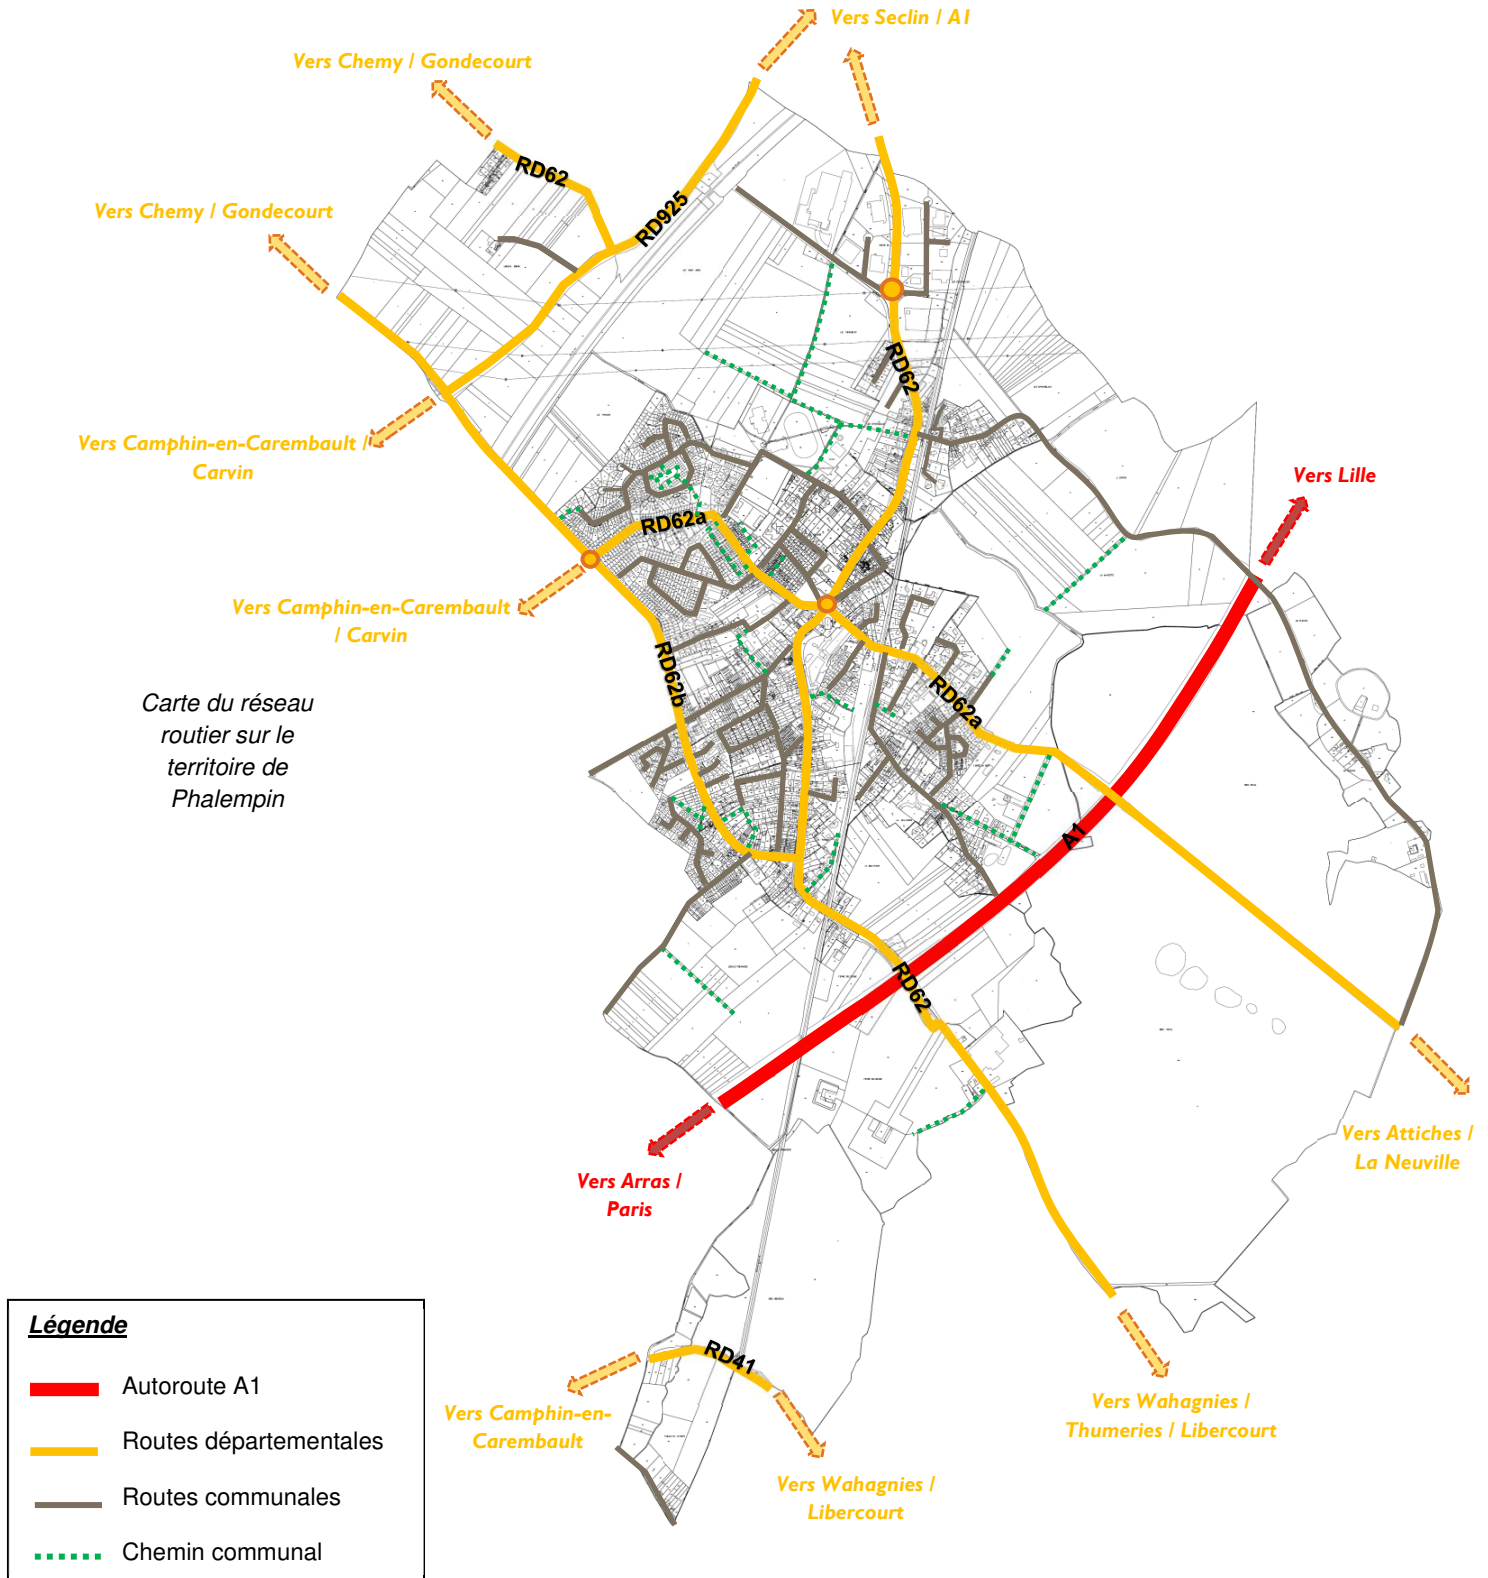 Vers Seclin / A1
Vers Chemy / Gondecourt
RD62
RD925
Vers Chemy / Gondecourt
RD62
Vers Camphin-en-Carembault /
Carvin
Vers Lille
RD62a
Vers Camphin-en-Carembault
/ Carvin
RD62b
RD62a
Carte du réseau
routier sur le
territoire de
Phalempin
A1
RD62
Vers Attiches /
La Neuville
Vers Arras /
Paris
RD41
Vers Wahagnies /
Thumeries / Libercourt
Vers Camphin-en-
Carembault
Vers Wahagnies /
Libercourt
Légende
Autoroute A1
Routes départementales
Routes communales
Chemin communal